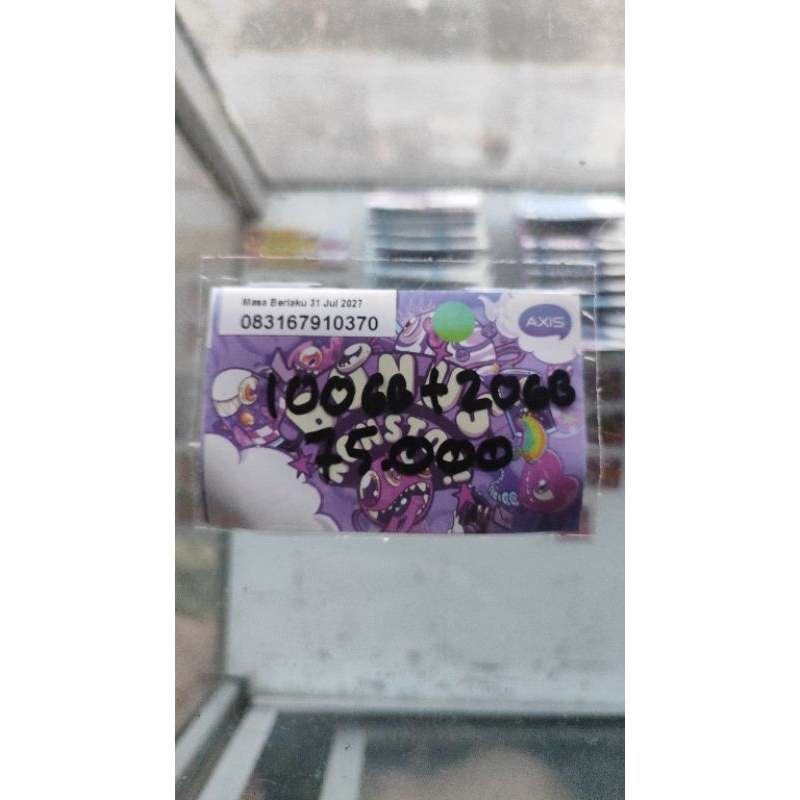 Masa Berlaku 31 Jul 2027
083167910370
AXIS
100GB+20GB
75.000